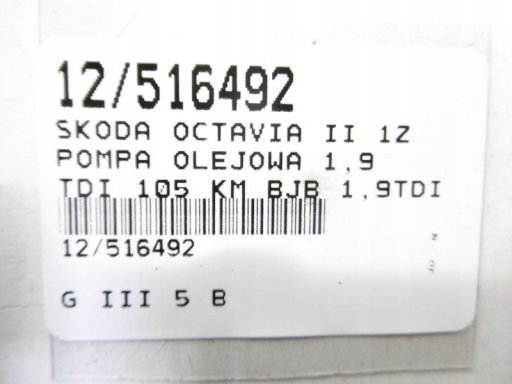 12/516492
SKODA OCTAVIA II 1Z
POMPA OLEJOWA 1,9
TDI 105 KM BJB 1,9TDI
12/516492
G III 5 B